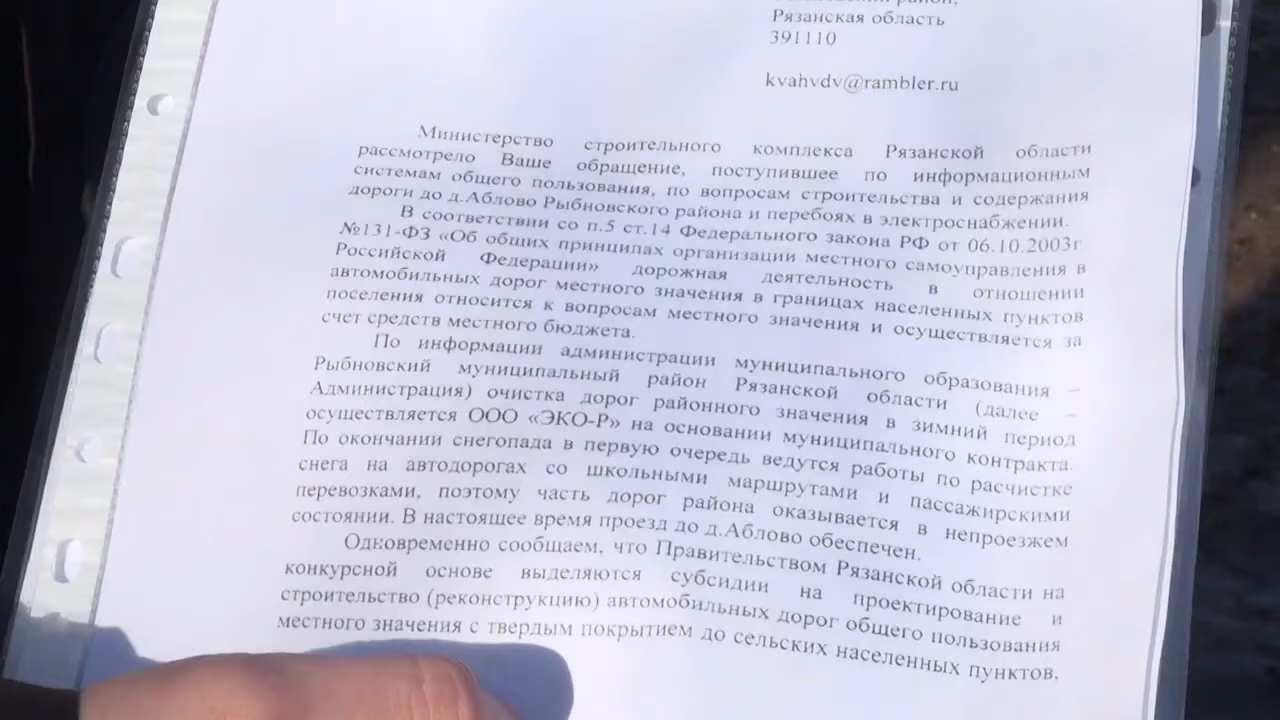 район,
Рязанская область
391110
kvahvdv@rambler.ru
Министерство строительного комплекса Рязанской области
рассмотрело Ваше обращение, поступившее по информационным
системам общего пользования, по вопросам строительства и содержания
дороги до д.Аблово Рыбновского района и перебоях в электроснабжении.
В соответствии со п.5 ст.14 Федерального закона РФ от 06.10.2003г
№131-ФЗ «Об общих принципах организации местного самоуправления в
Российской Федерации» дорожная деятельность в отношении
автомобильных дорог местного значения в границах населенных пунктов
поселения относится к вопросам местного значения и осуществляется за
счет средств местного бюджета.
По информации администрации муниципального образования –
Рыбновский муниципальный район Рязанской области (далее –
Администрация) очистка дорог районного значения в зимний период
осуществляется ООО «ЭКО-Р» на основании муниципального контракта.
По окончании снегопада в первую очередь ведутся работы по расчистке
снега на автодорогах со школьными маршрутами и пассажирскими
перевозками, поэтому часть дорог района оказывается в непроезжем
состоянии. В настоящее время проезд до д.Аблово обеспечен.
Одновременно сообщаем, что Правительством Рязанской области на
конкурсной основе выделяются субсидии на проектирование и
строительство (реконструкцию) автомобильных дорог общего пользования
местного значения с твердым покрытием до сельских населенных пунктов,